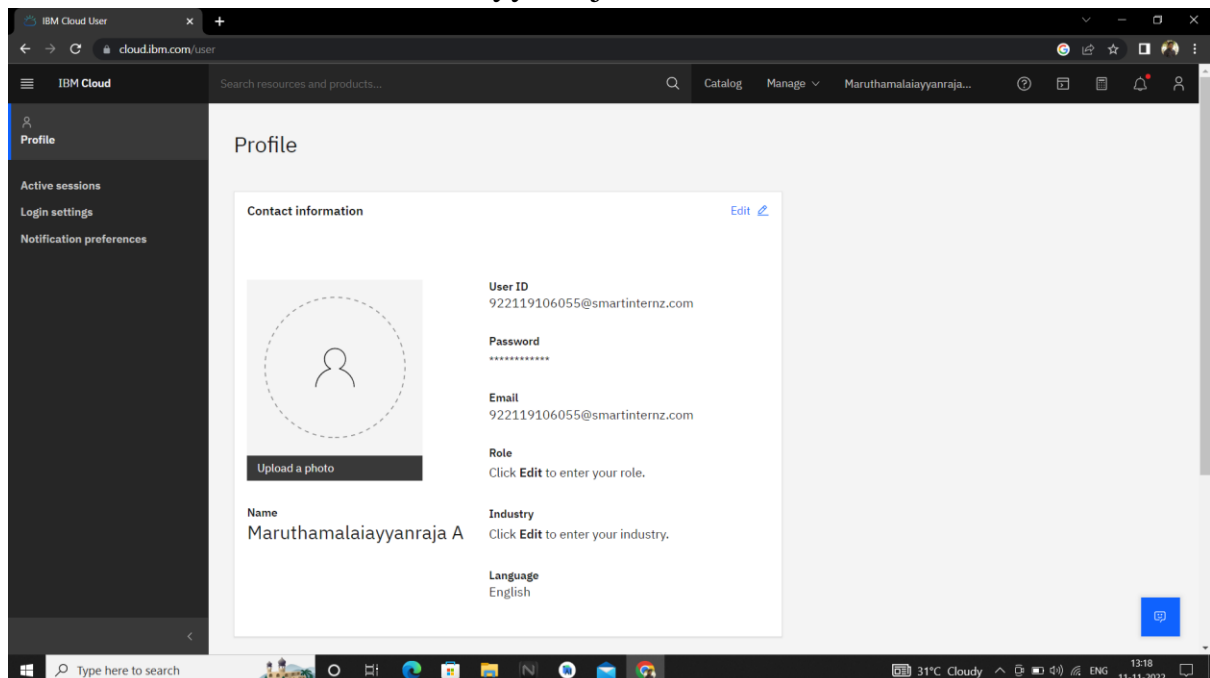 IBM Cloud User
cloud.ibm.com/user
IBM Cloud
Search resources and products...
Catalog
Manage
Maruthamalaiayyanraja...
Profile
Active sessions
Login settings
Notification preferences
Profile
Contact information
Edit
Upload a photo
Name
Maruthamalaiayyanraja A
User ID
922119106055@smartinternz.com
Password
************
Email
922119106055@smartinternz.com
Role
Click Edit to enter your role.
Industry
Click Edit to enter your industry.
Language
English
Type here to search
31°C Cloudy
ENG
13:18